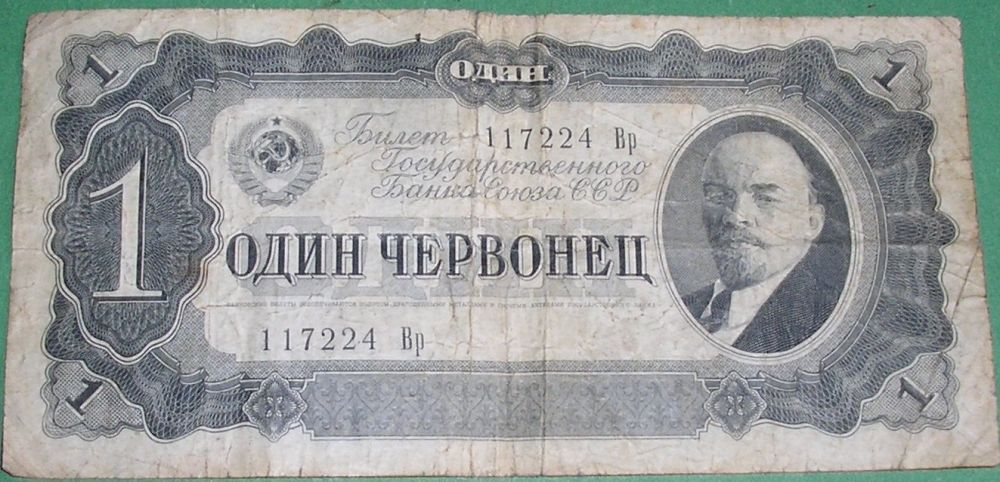 1 один 1
1
Билет 117224 Вр
Государственного
Банка Союза ССР
ОДИН
ОДИН ЧЕРВОНЕЦ
БАНКОВСКИЕ БИЛЕТЫ ОБЕСПЕЧИВАЮТСЯ ЗОЛОТОМ, ДРАГОЦЕННЫМИ МЕТАЛЛАМИ И ПРОЧИМИ АКТИВАМИ ГОСУДАРСТВЕННОГО БАНКА
117224 Вр
1 1